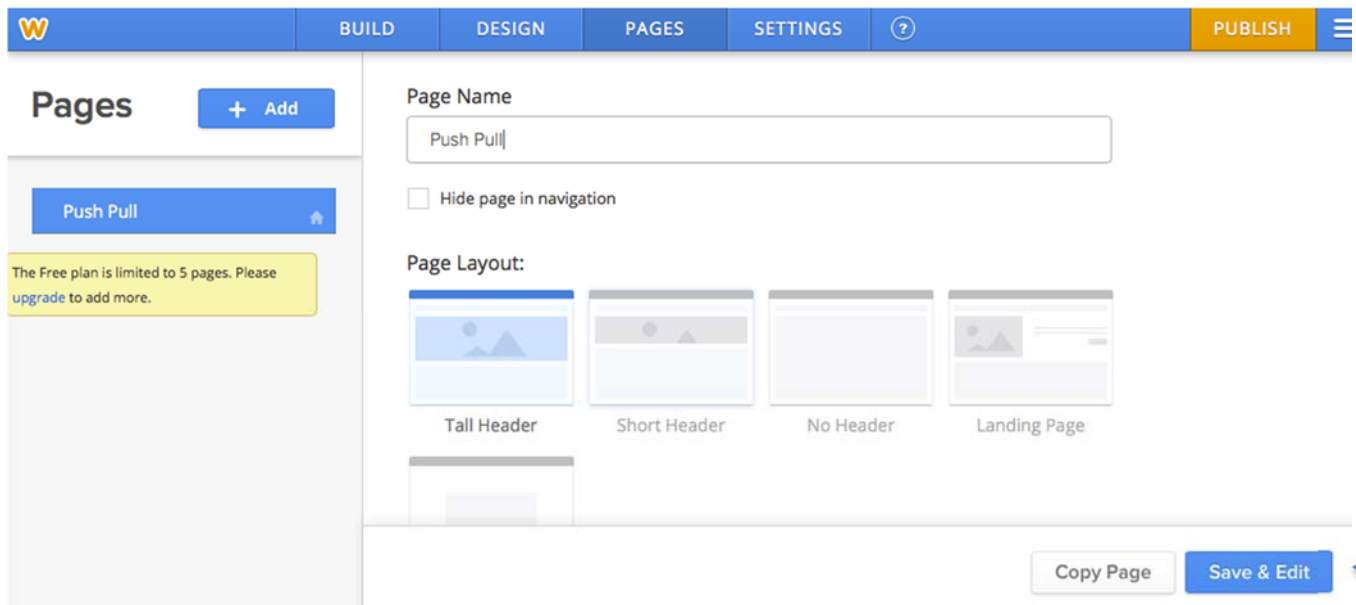 W
BUILD
DESIGN
PAGES
SETTINGS
?
PUBLISH
Pages
+ Add
Page Name
Push Pull
Hide page in navigation
Push Pull
The Free plan is limited to 5 pages. Please
upgrade to add more.
Page Layout:
Tall Header
Short Header
No Header
Landing Page
Copy Page
Save & Edit